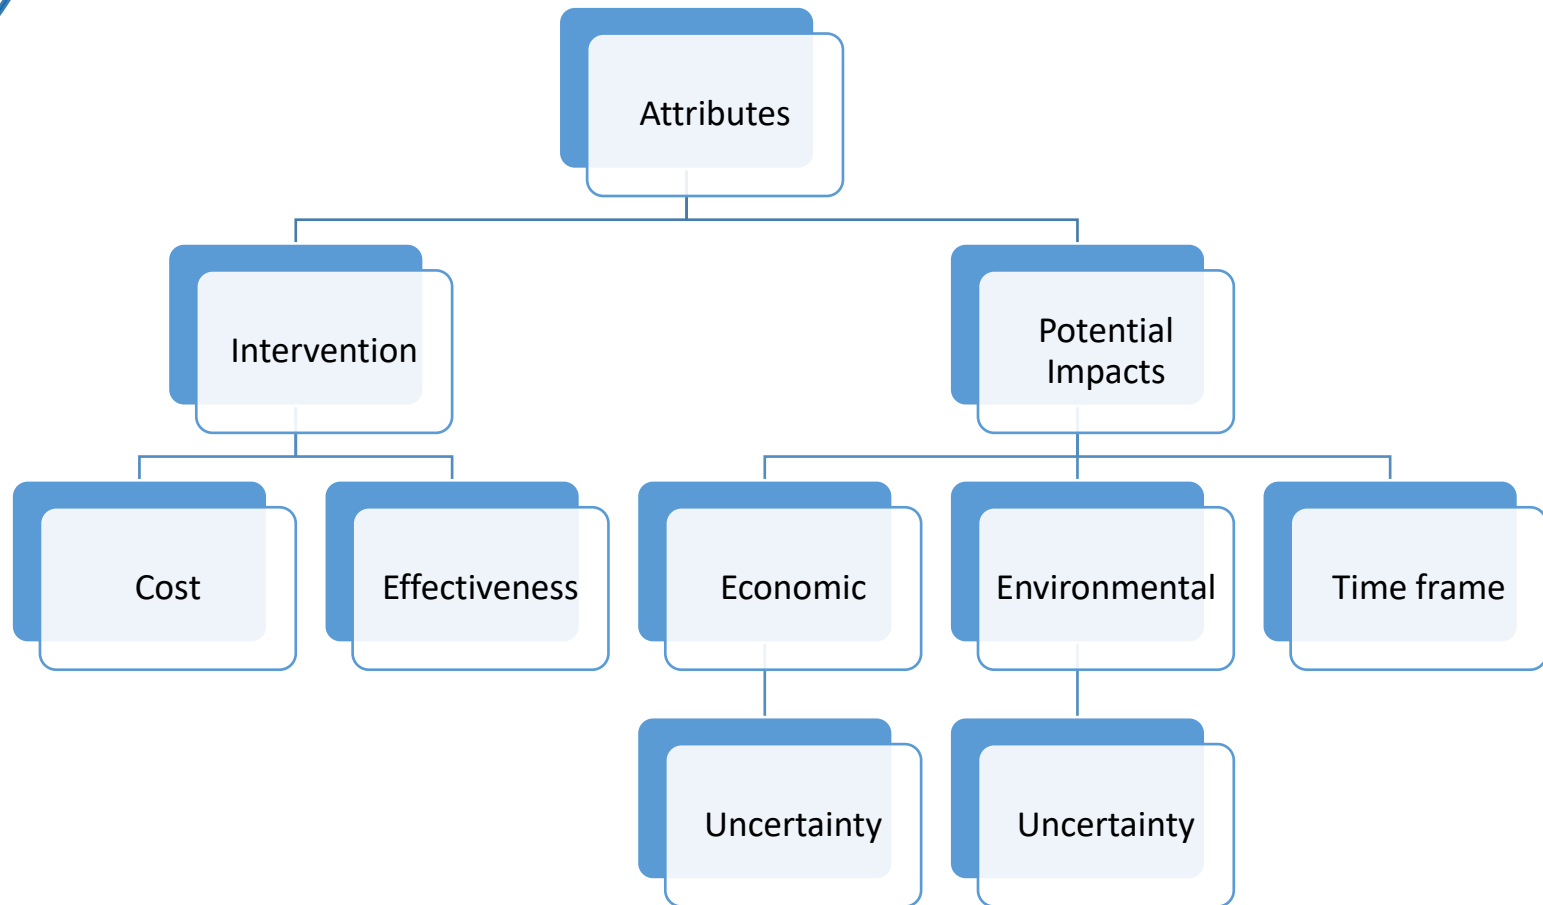 Attributes
Intervention
Potential
Impacts
Cost
Effectiveness
Economic
Environmental
Time frame
Uncertainty
Uncertainty